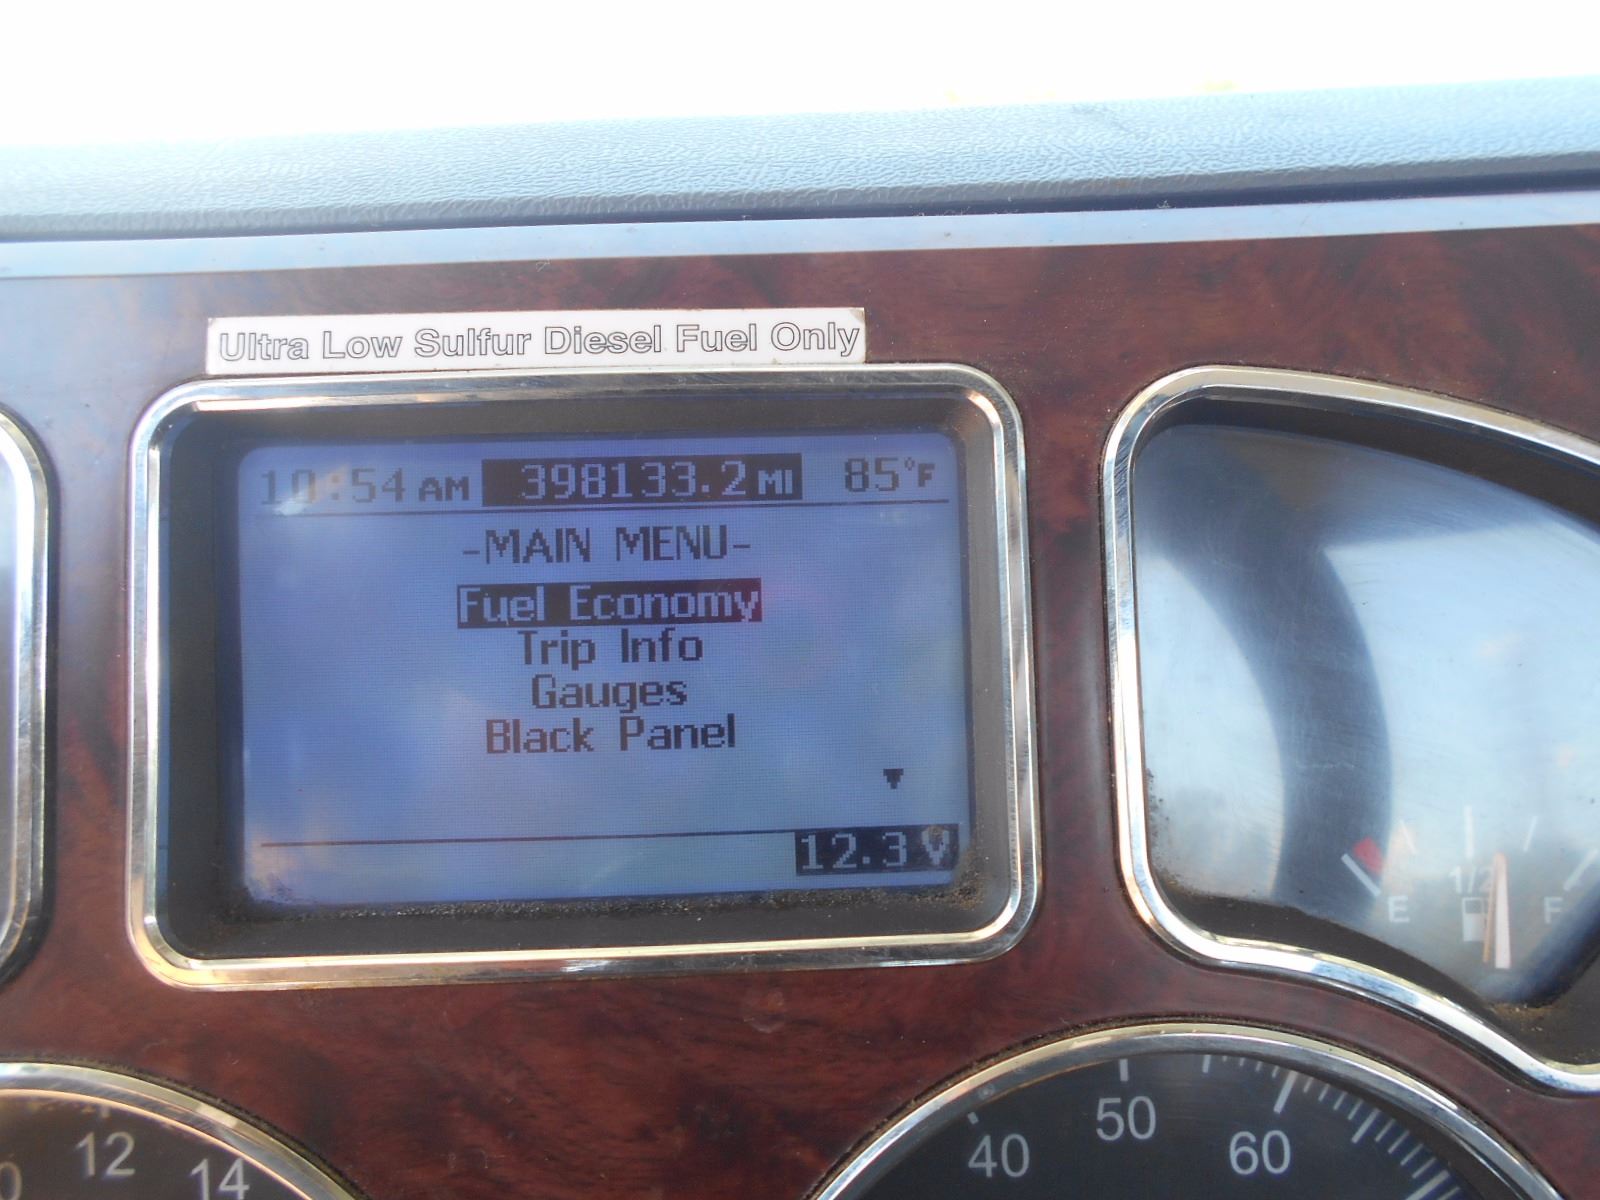 Ultra Low Sulfur Diesel Fuel Only
10:54 AM 398133.2 MI 85°F
-MAIN MENU-
Fuel Economy
Trip Info
Gauges
Black Panel
▼
12.3 V
E 1/2 F
12 14
40 50 60